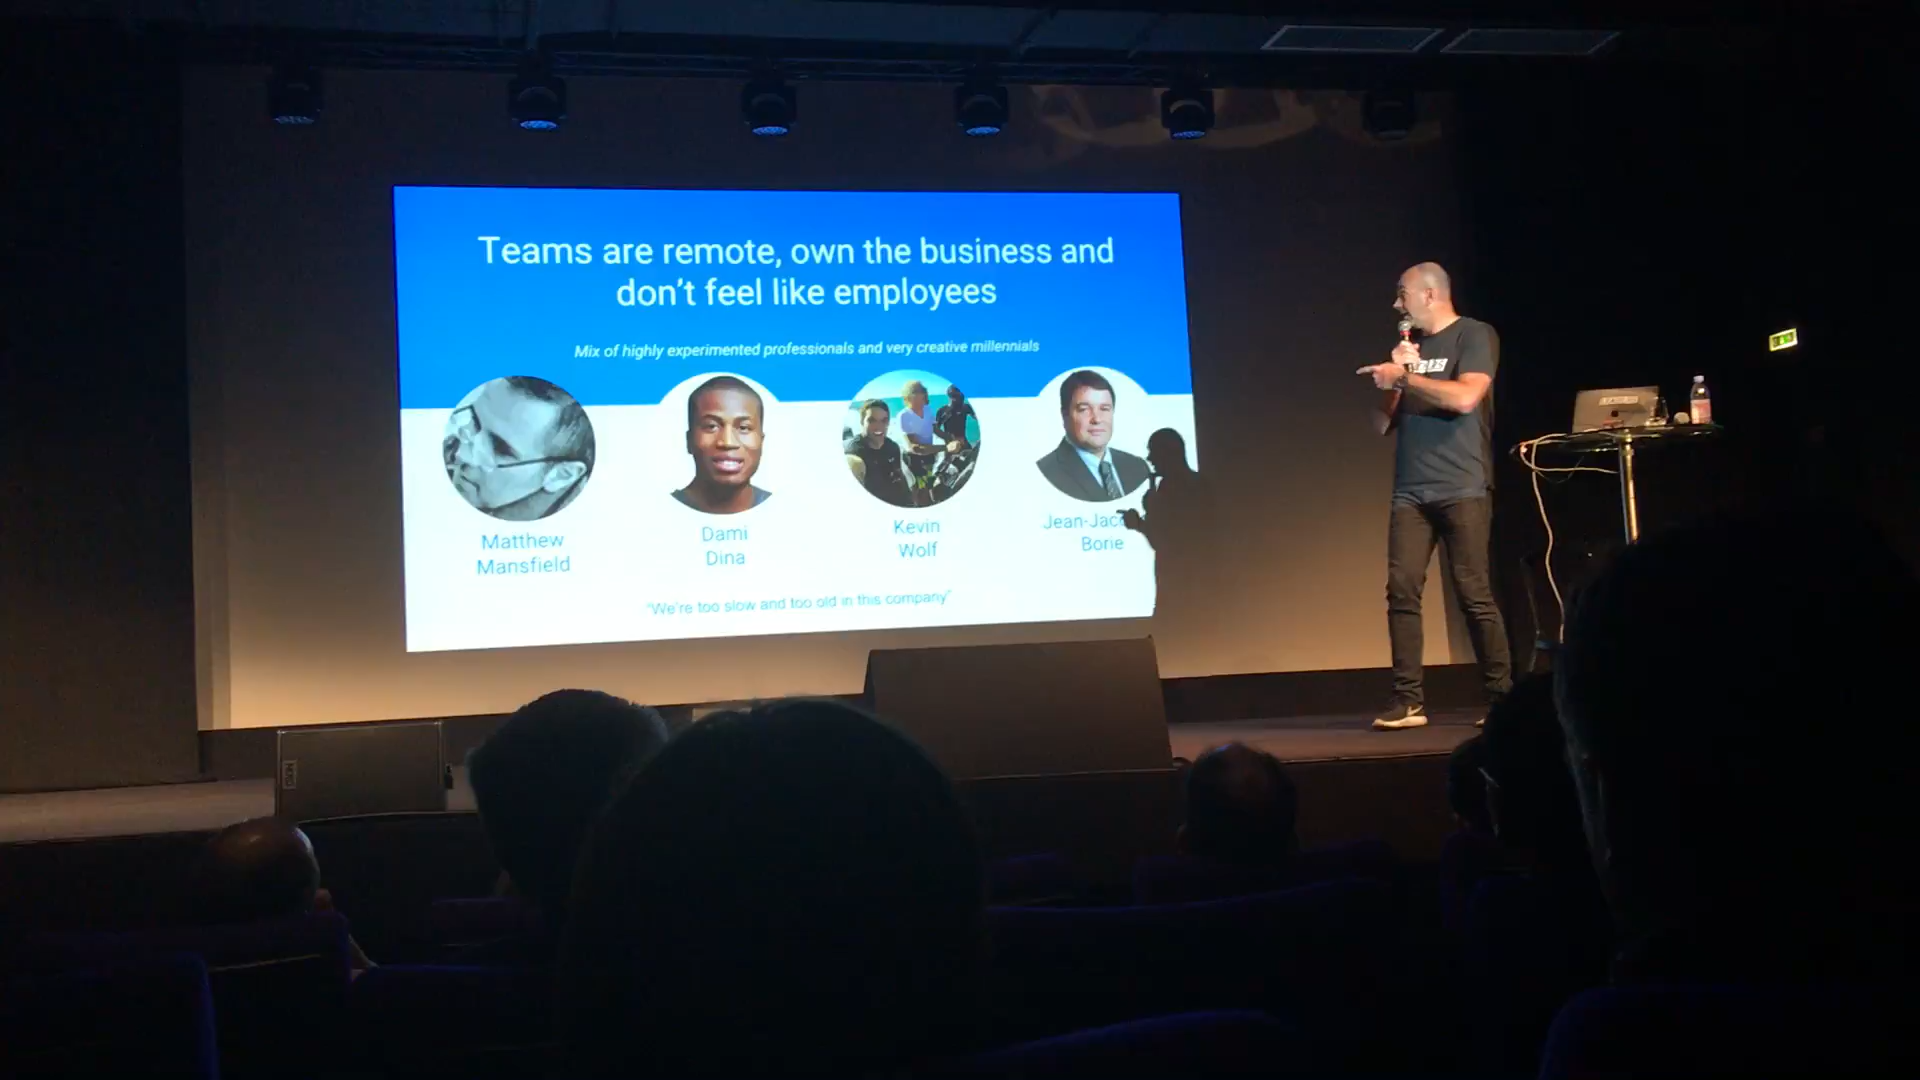 Teams are remote, own the business and
don't feel like employees
Mix of highly experimented professionals and very creative millennials
Matthew
Mansfield
Dami
Dina
Kevin
Wolf
Borie
"We're too slow and too old in this company"